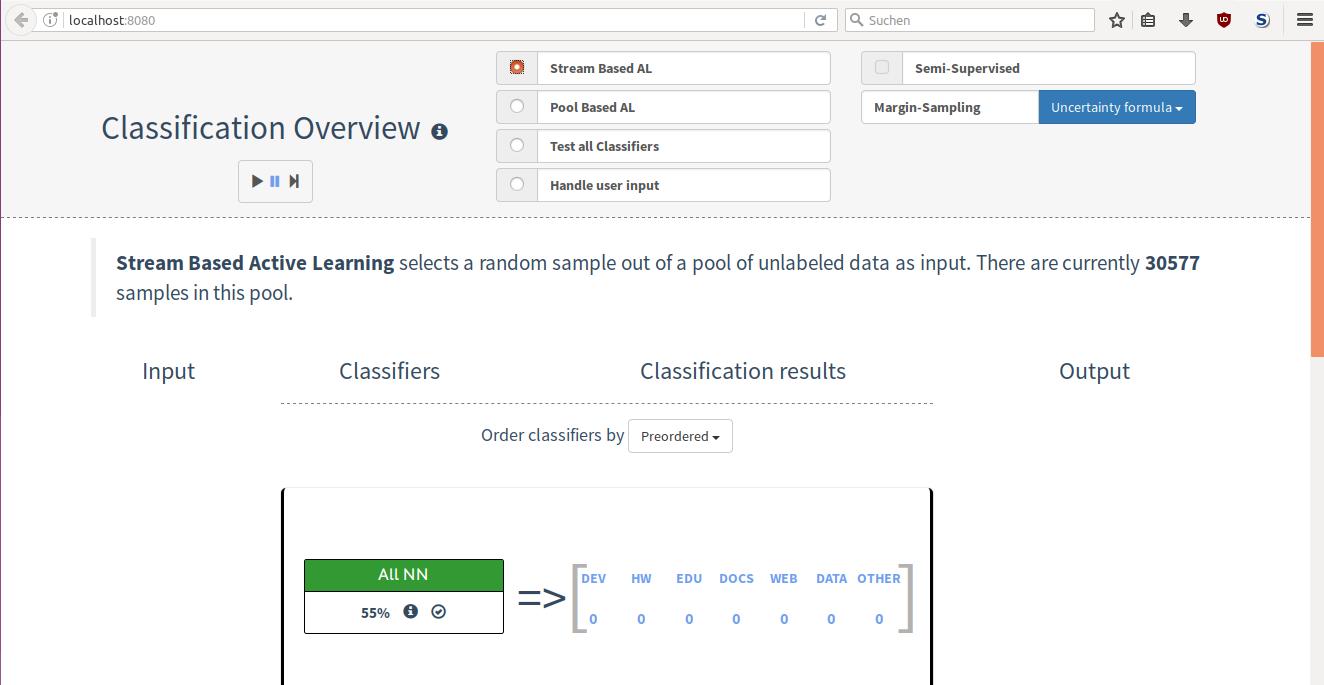 localhost:8080
Suchen
Classification Overview
Stream Based AL
Pool Based AL
Test all Classifiers
Handle user input
Semi-Supervised
Margin-Sampling Uncertainty formula
Stream Based Active Learning selects a random sample out of a pool of unlabeled data as input. There are currently 30577
samples in this pool.
Input Classifiers Classification results Output
Order classifiers by Preordered
All NN
55%
=>
DEV HW EDU DOCS WEB DATA OTHER
0 0 0 0 0 0 0